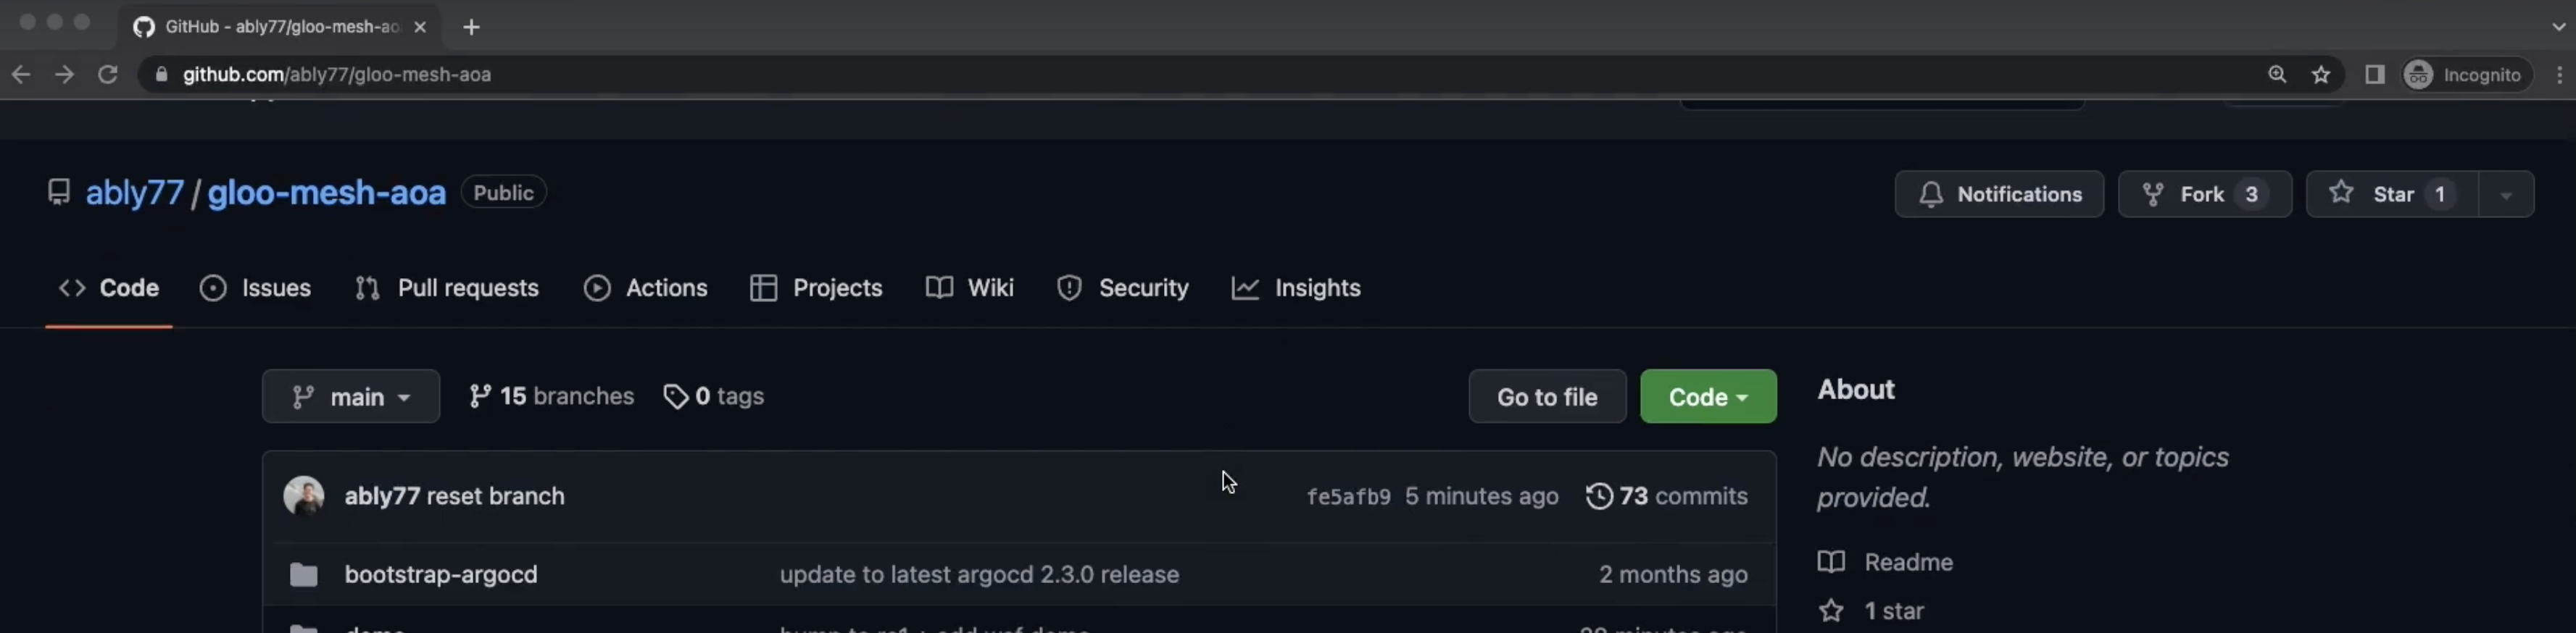 GitHub - ably77/gloo-mesh-ao
github.com/ably77/gloo-mesh-aoa
Incognito
ably77 / gloo-mesh-aoa Public
Notifications Fork 3 Star 1
Code Issues Pull requests Actions Projects Wiki Security Insights
main 15 branches 0 tags Go to file Code
About
No description, website, or topics
provided.
ably77 reset branch fe5afb9 5 minutes ago 73 commits
bootstrap-argocd update to latest argocd 2.3.0 release 2 months ago
Readme
1 star